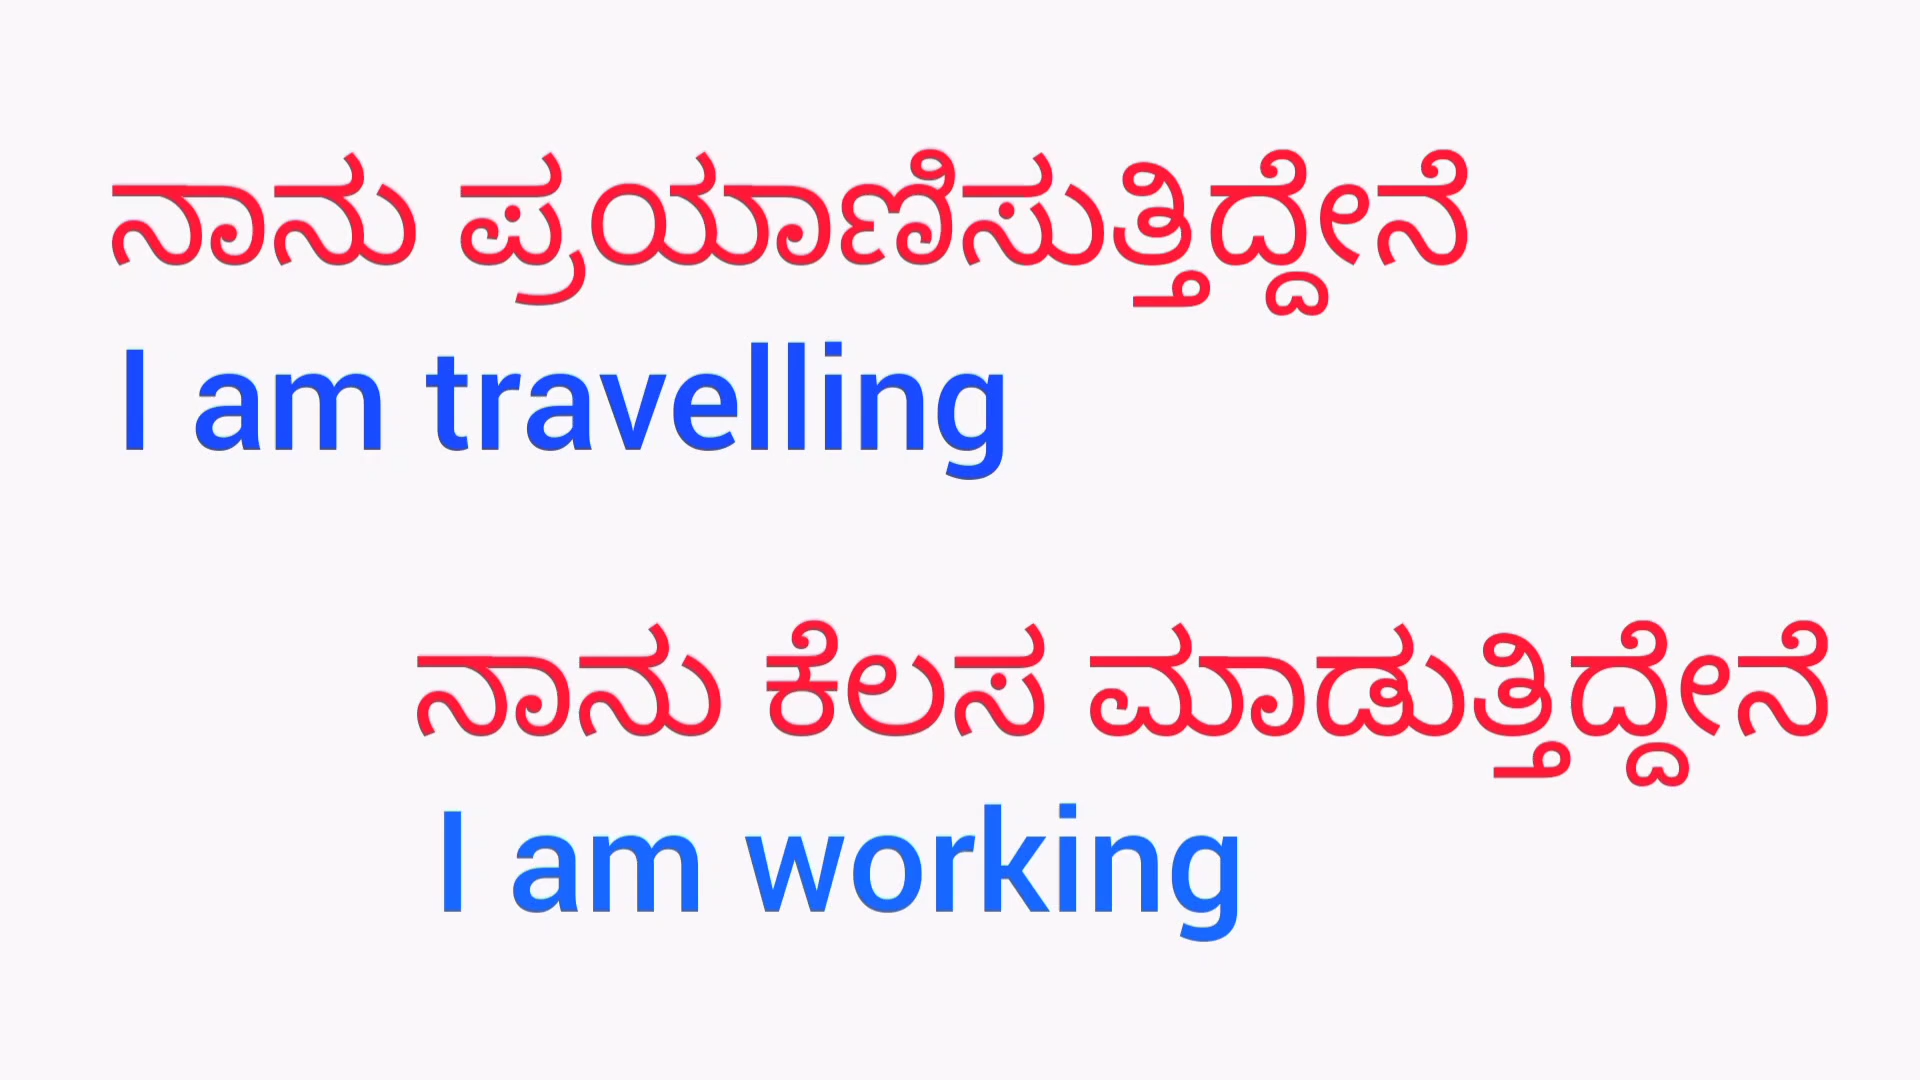 ನಾನು ಪ್ರಯಾಣಿಸುತ್ತಿದ್ದೇನೆ
I am travelling
ನಾನು ಕೆಲಸ ಮಾಡುತ್ತಿದ್ದೇನೆ
I am working